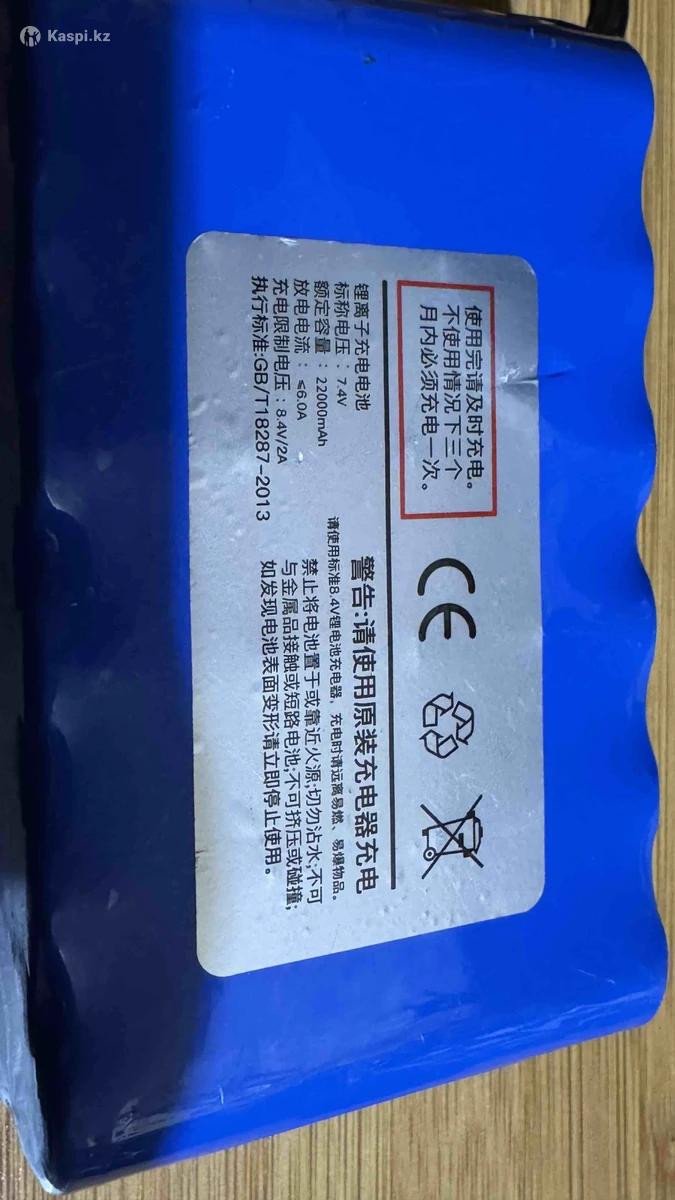 Kaspi.kz
使用完请及时充电。
不使用情况下三个
月内必须充电一次。
CE
锂离子充电电池
标称电压：7.4V
额定容量：22000mAh
放电电流：≤6.0A
充电限制电压：8.4V/2A
执行标准:GB/T18287-2013
警告:请使用原装充电器充电
请使用标准8.4V锂电池充电器，充电时请远离易燃、易爆物品。
禁止将电池置于或靠近火源;切勿沾水;不可
与金属品接触或短路电池;不可挤压或碰撞;
如发现电池表面变形请立即停止使用。